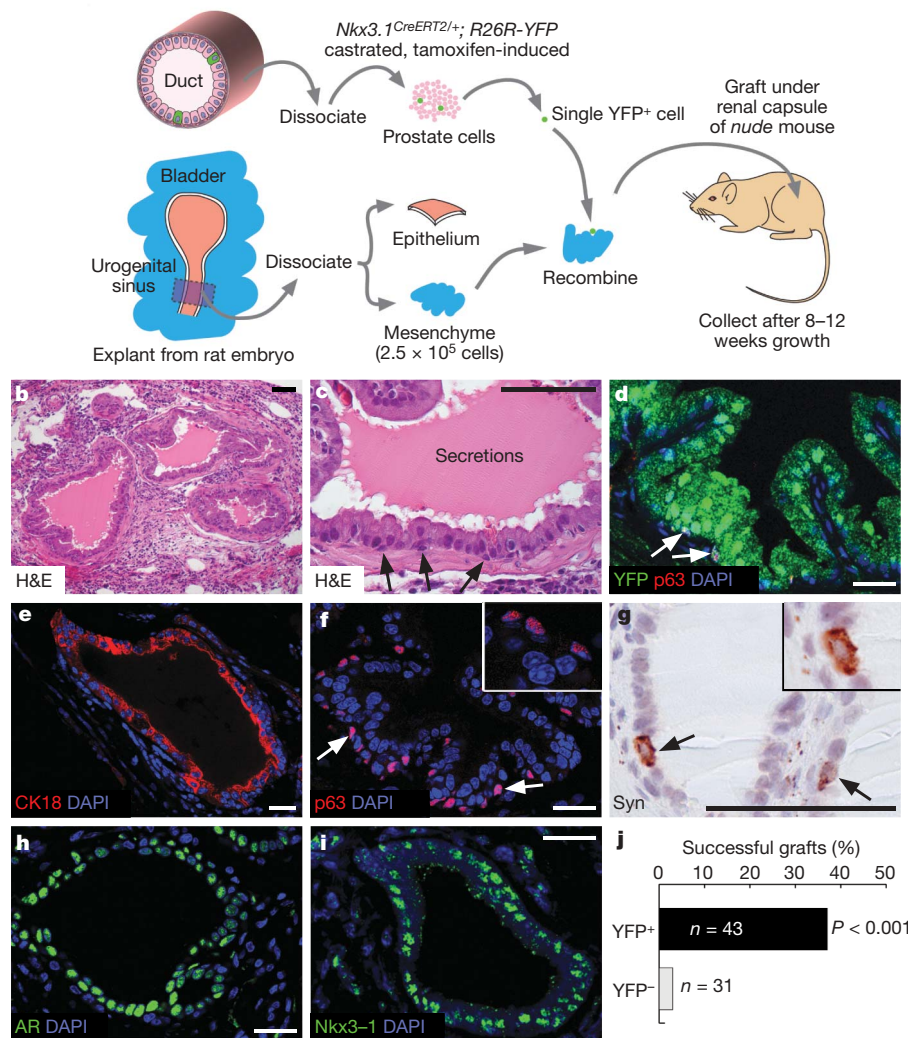 Nkx3.1CreERT2/+; R26R-YFP
castrated, tamoxifen-induced
Duct
Dissociate
Prostate cells
Single YFP+ cell
Graft under
renal capsule
of nude mouse
Bladder
Urogenital
sinus
Dissociate
Epithelium
Mesenchyme
(2.5 × 10⁵ cells)
Recombine
Explant from rat embryo
Collect after 8–12
weeks growth
b
H&E
c
Secretions
H&E
d
YFP p63 DAPI
e
CK18 DAPI
f
p63 DAPI
g
Syn
h
AR DAPI
i
Nkx3–1 DAPI
j
Successful grafts (%)
0 10 20 30 40 50
YFP+ n = 43 P < 0.001
YFP– n = 31